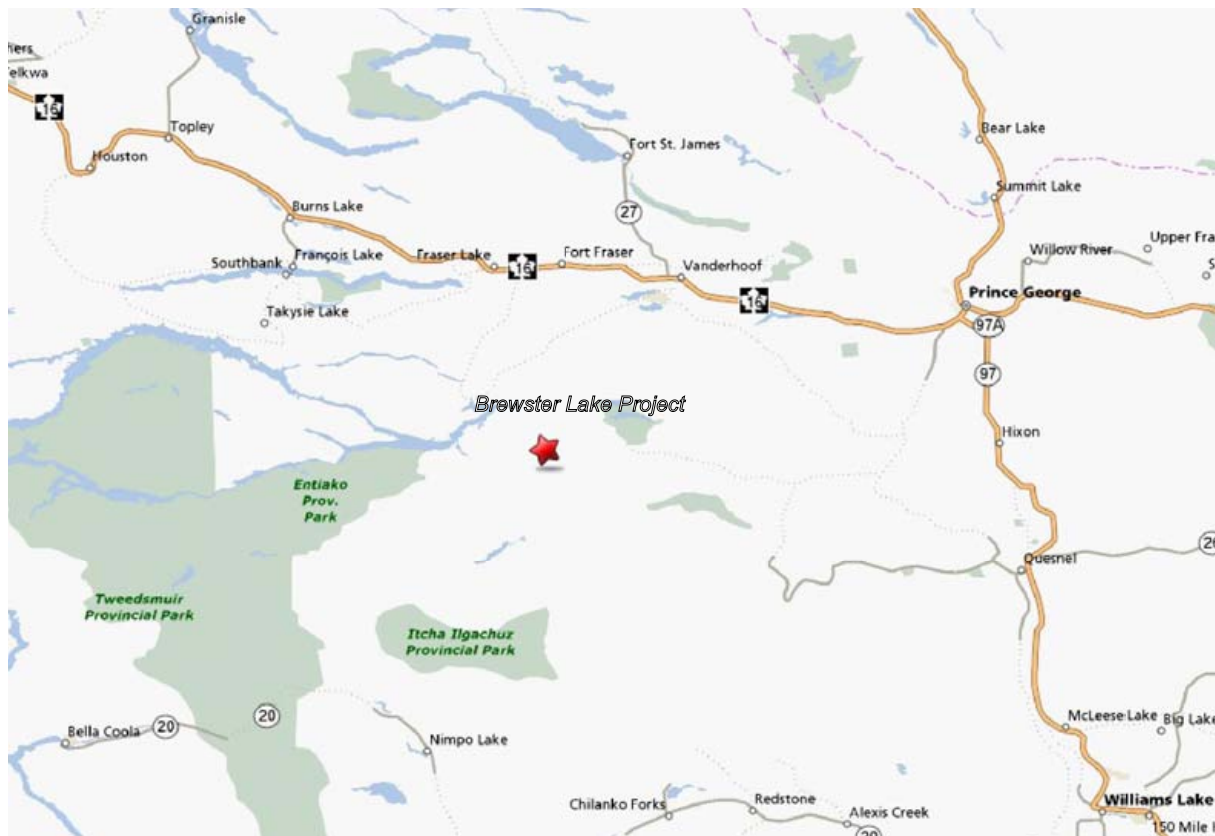 Granisle
hers
Telkwa
16
Topley
Houston
Bear Lake
Fort St. James
Summit Lake
Burns Lake
27
Upper Fra
Willow River
Southbank
François Lake
Fraser Lake
16
Fort Fraser
Vanderhoof
S
16
Prince George
Takysie Lake
97A
97
Brewster Lake Project
Hixon
Entiako
Prov.
Park
26
Quesnel
Tweedsmuir
Provincial Park
Itcha Ilgachuz
Provincial Park
20
20
Bella Coola
Nimpo Lake
McLeese Lake
Big Lake
Chilanko Forks
Redstone
Alexis Creek
20
Williams Lake
150 Mile